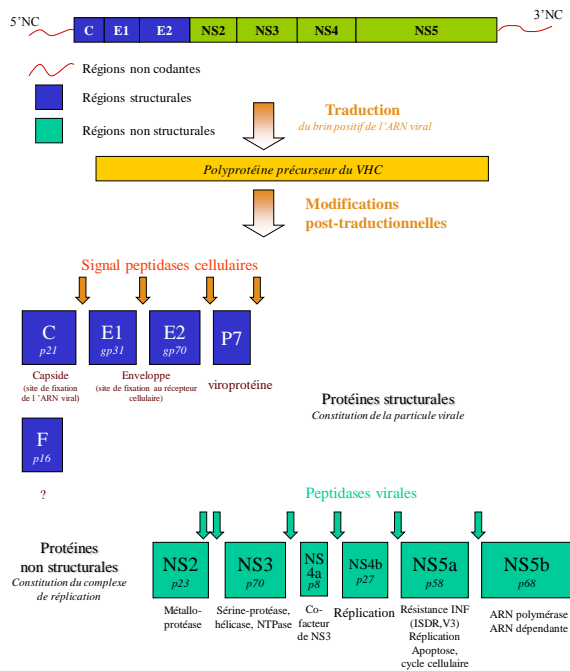 5'NC
3'NC
C E1 E2 NS2 NS3 NS4 NS5
Régions non codantes
Régions structurales
Régions non structurales
Traduction
du brin positif de l'ARN viral
Polyprotéine précurseur du VHC
Modifications
post-traductionnelles
Signal peptidases cellulaires
C
p21
E1
gp31
E2
gp70
P7
Capside
(site de fixation
de l 'ARN viral)
Enveloppe
(site de fixation au récepteur
cellulaire)
viroprotéine
Protéines structurales
Constitution de la particule virale
F
p16
?
Peptidases virales
Protéines
non structurales
Constitution du complexe
de réplication
NS2
p23
NS3
p70
NS
4a
p8
NS4b
p27
NS5a
p58
NS5b
p68
Métallo-
protéase
Sérine-protéase,
hélicase, NTPase
Co-
facteur
de NS3
Réplication
Résistance INF
(ISDR,V3)
Réplication
Apoptose,
cycle cellulaire
ARN polymérase
ARN dépendante